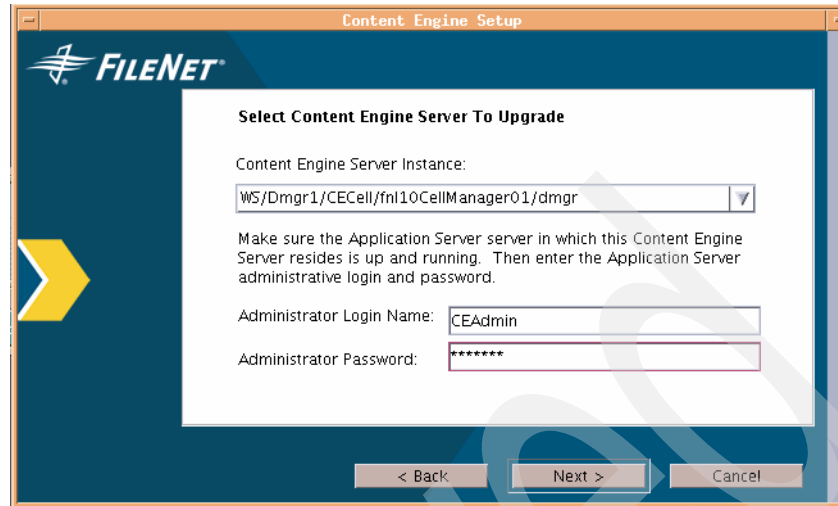 Content Engine Setup
FILENET
Select Content Engine Server To Upgrade
Content Engine Server Instance:
WS/Dmgr1/CECell/fnl10CellManager01/dmgr
Make sure the Application Server server in which this Content Engine
Server resides is up and running. Then enter the Application Server
administrative login and password.
Administrator Login Name: CEAdmin
Administrator Password: *******
< Back Next > Cancel